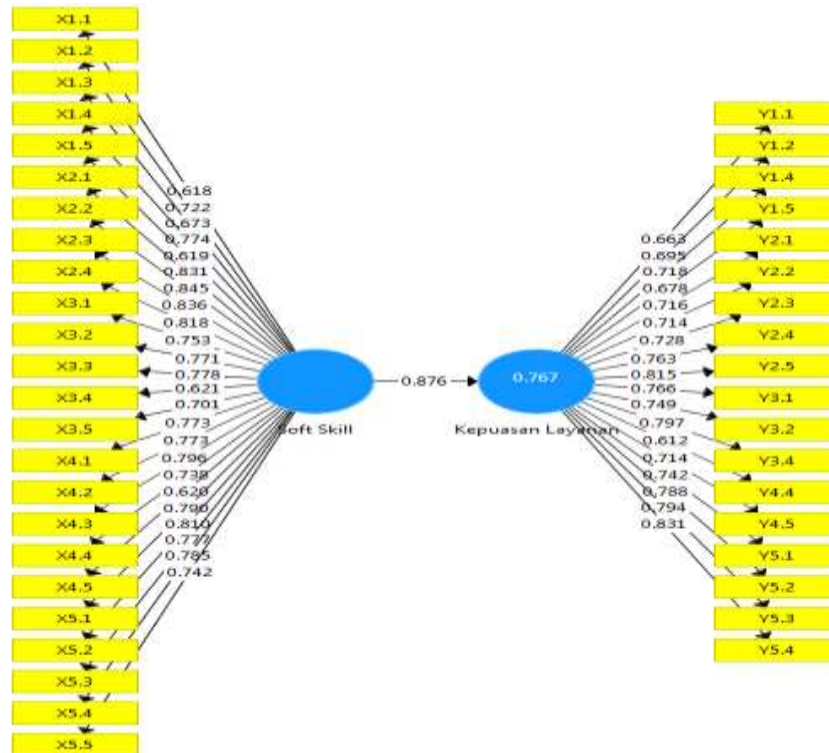 X1.1
X1.2
X1.3
X1.4
X1.5
X2.1
X2.2
X2.3
X2.4
X3.1
X3.2
X3.3
X3.4
X3.5
X4.1
X4.2
X4.3
X4.4
X4.5
X5.1
X5.2
X5.3
X5.4
X5.5
0.618
0.722
0.673
0.774
0.619
0.831
0.845
0.836
0.818
0.753
0.771
0.778
0.621
0.701
0.773
0.773
0.796
0.738
0.620
0.790
0.810
0.777
0.785
0.742
Soft Skill
0.876
0.767
Kepuasan Layanan
0.663
0.695
0.718
0.678
0.716
0.714
0.728
0.763
0.815
0.766
0.749
0.797
0.612
0.714
0.742
0.788
0.794
0.831
Y1.1
Y1.2
Y1.4
Y1.5
Y2.1
Y2.2
Y2.3
Y2.4
Y2.5
Y3.1
Y3.2
Y3.4
Y4.4
Y4.5
Y5.1
Y5.2
Y5.3
Y5.4